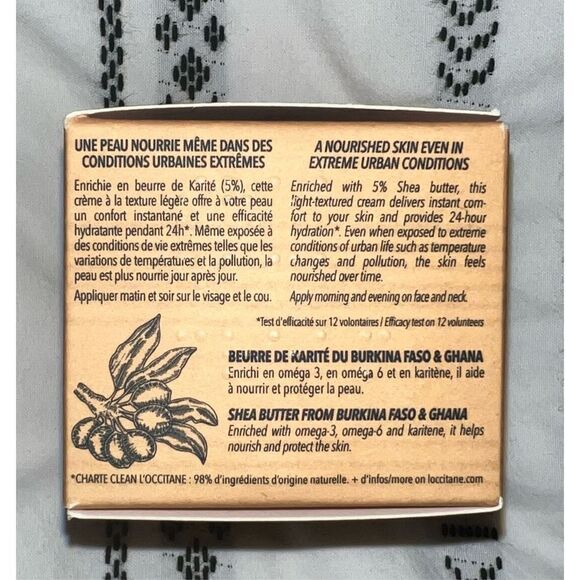 UNE PEAU NOURRIE MÊME DANS DES
CONDITIONS URBAINES EXTRÊMES
Enrichie en beurre de Karité (5%), cette
crème à la texture légère offre à votre peau
un confort instantané et une efficacité
hydratante pendant 24h*. Même exposée à
des conditions de vie extrêmes telles que les
variations de températures et la pollution, la
peau est plus nourrie jour après jour.
Appliquer matin et soir sur le visage et le cou.
A NOURISHED SKIN EVEN IN
EXTREME URBAN CONDITIONS
Enriched with 5% Shea butter, this
light-textured cream delivers instant com-
fort to your skin and provides 24-hour
hydration*. Even when exposed to extreme
conditions of urban life such as temperature
changes and pollution, the skin feels
nourished over time.
Apply morning and evening on face and neck.
*Test d'efficacité sur 12 volontaires / Efficacy test on 12 volunteers
BEURRE DE KARITÉ DU BURKINA FASO & GHANA
Enrichi en oméga 3, en oméga 6 et en karitène, il aide
à nourrir et protéger la peau.
SHEA BUTTER FROM BURKINA FASO & GHANA
Enriched with omega-3, omega-6 and karitene, it helps
nourish and protect the skin.
*CHARTE CLEAN L'OCCITANE : 98% d'ingrédients d'origine naturelle. + d'infos/more on loccitane.com